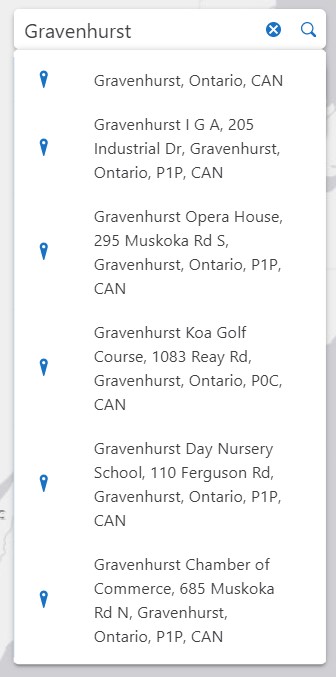 Gravenhurst
Gravenhurst, Ontario, CAN
Gravenhurst I G A, 205
Industrial Dr, Gravenhurst,
Ontario, P1P, CAN
Gravenhurst Opera House,
295 Muskoka Rd S,
Gravenhurst, Ontario, P1P,
CAN
Gravenhurst Koa Golf
Course, 1083 Reay Rd,
Gravenhurst, Ontario, P0C,
CAN
Gravenhurst Day Nursery
School, 110 Ferguson Rd,
Gravenhurst, Ontario, P1P,
CAN
Gravenhurst Chamber of
Commerce, 685 Muskoka
Rd N, Gravenhurst,
Ontario, P1P, CAN